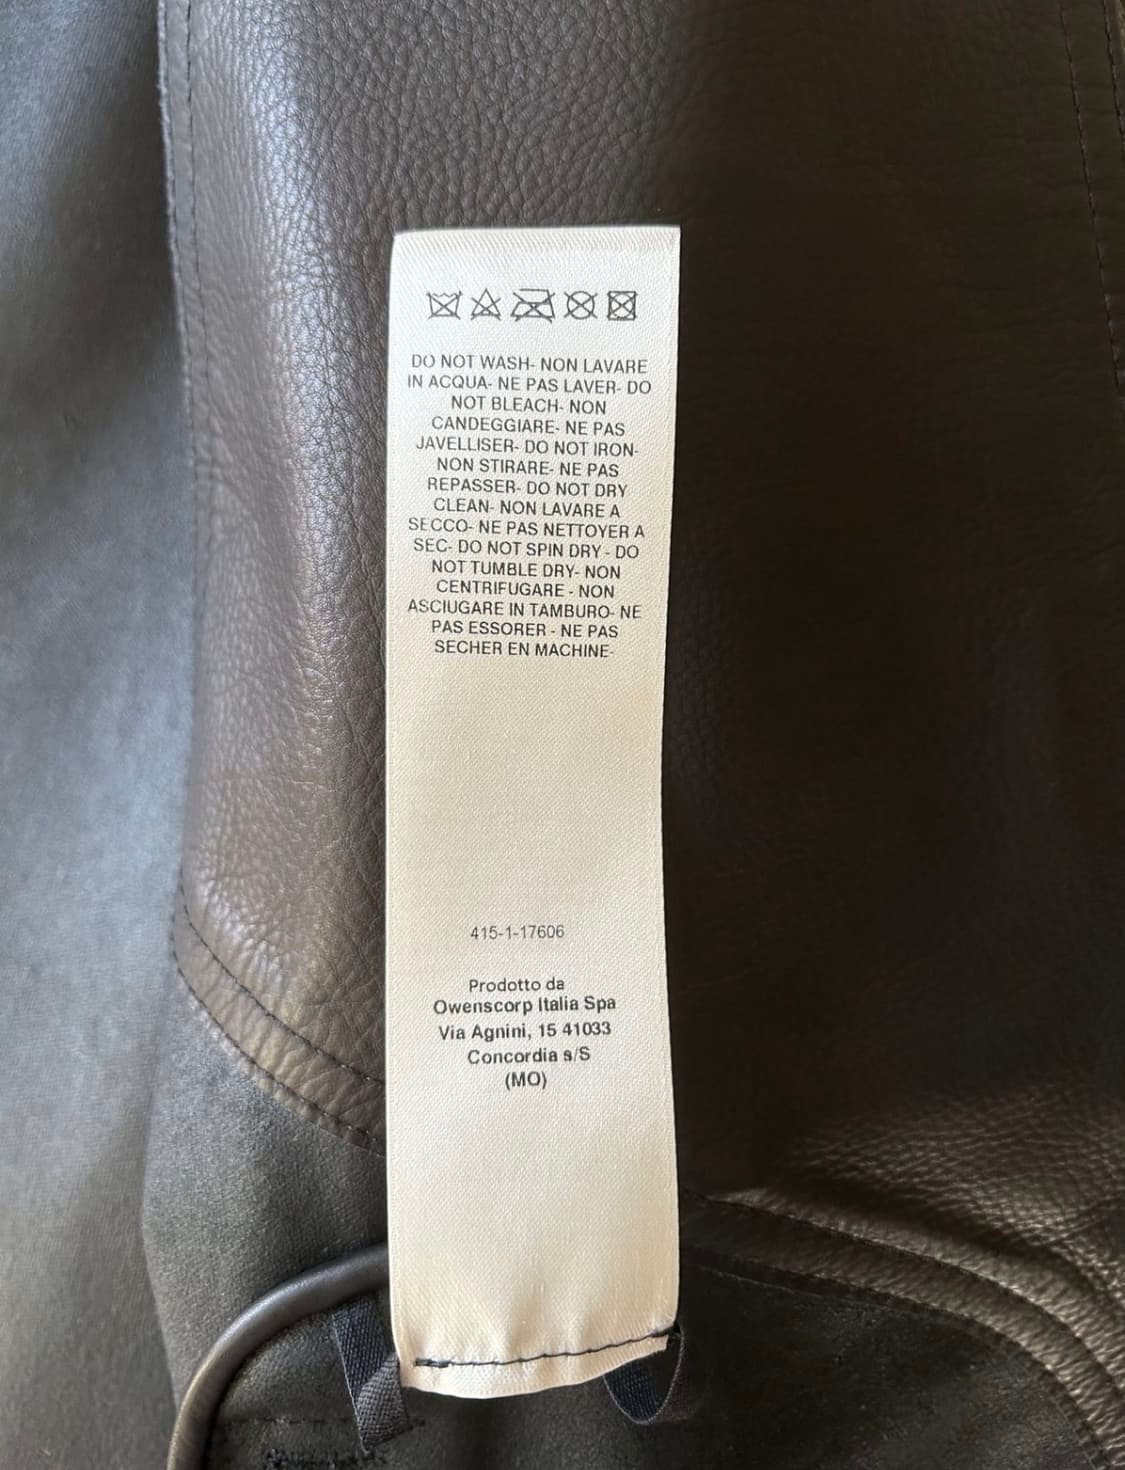 DO NOT WASH- NON LAVARE
IN ACQUA- NE PAS LAVER- DO
NOT BLEACH- NON
CANDEGGIARE- NE PAS
JAVELLISER- DO NOT IRON-
NON STIRARE- NE PAS
REPASSER- DO NOT DRY
CLEAN- NON LAVARE A
SECCO- NE PAS NETTOYER A
SEC- DO NOT SPIN DRY - DO
NOT TUMBLE DRY- NON
CENTRIFUGARE - NON
ASCIUGARE IN TAMBURO- NE
PAS ESSORER - NE PAS
SECHER EN MACHINE-
415-1-17606
Prodotto da
Owenscorp Italia Spa
Via Agnini, 15 41033
Concordia s/S
(MO)